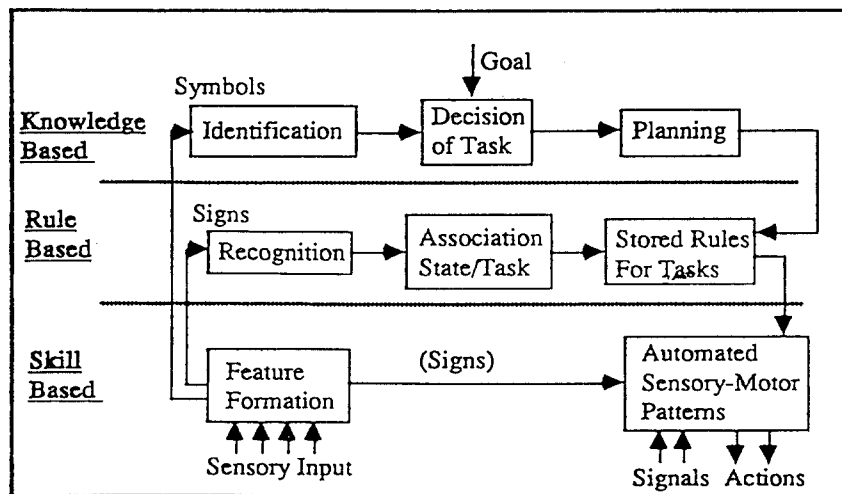 Goal
Symbols
Knowledge
Based
Identification
Decision
of Task
Planning
Rule
Based
Signs
Recognition
Association
State/Task
Stored Rules
For Tasks
Skill
Based
Feature
Formation
(Signs)
Automated
Sensory-Motor
Patterns
Sensory Input
Signals
Actions